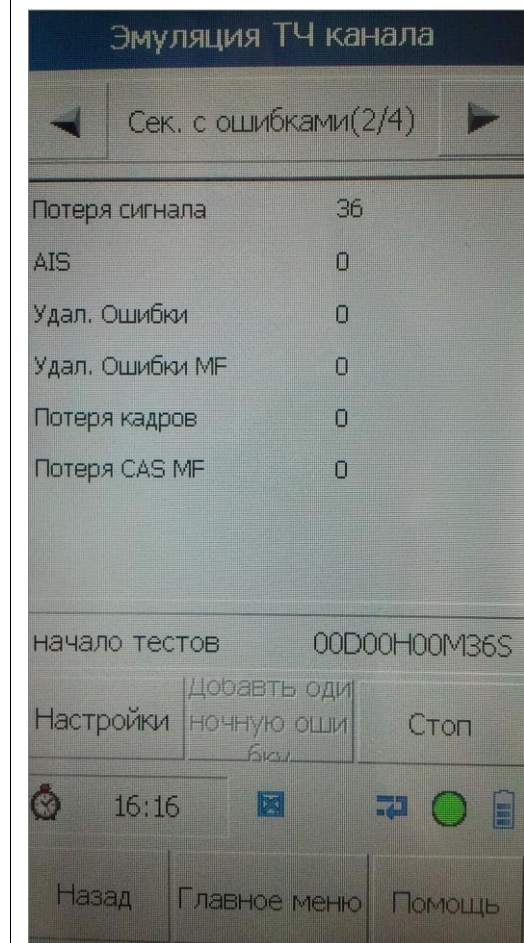 Эмуляция ТЧ канала
Сек. с ошибками(2/4)
Потеря сигнала 36
AIS 0
Удал. Ошибки 0
Удал. Ошибки MF 0
Потеря кадров 0
Потеря CAS MF 0
начало тестов 00D00H00M36S
Настройки
Добавть оди
ночную оши
бку
Стоп
16:16
Назад
Главное меню
Помощь